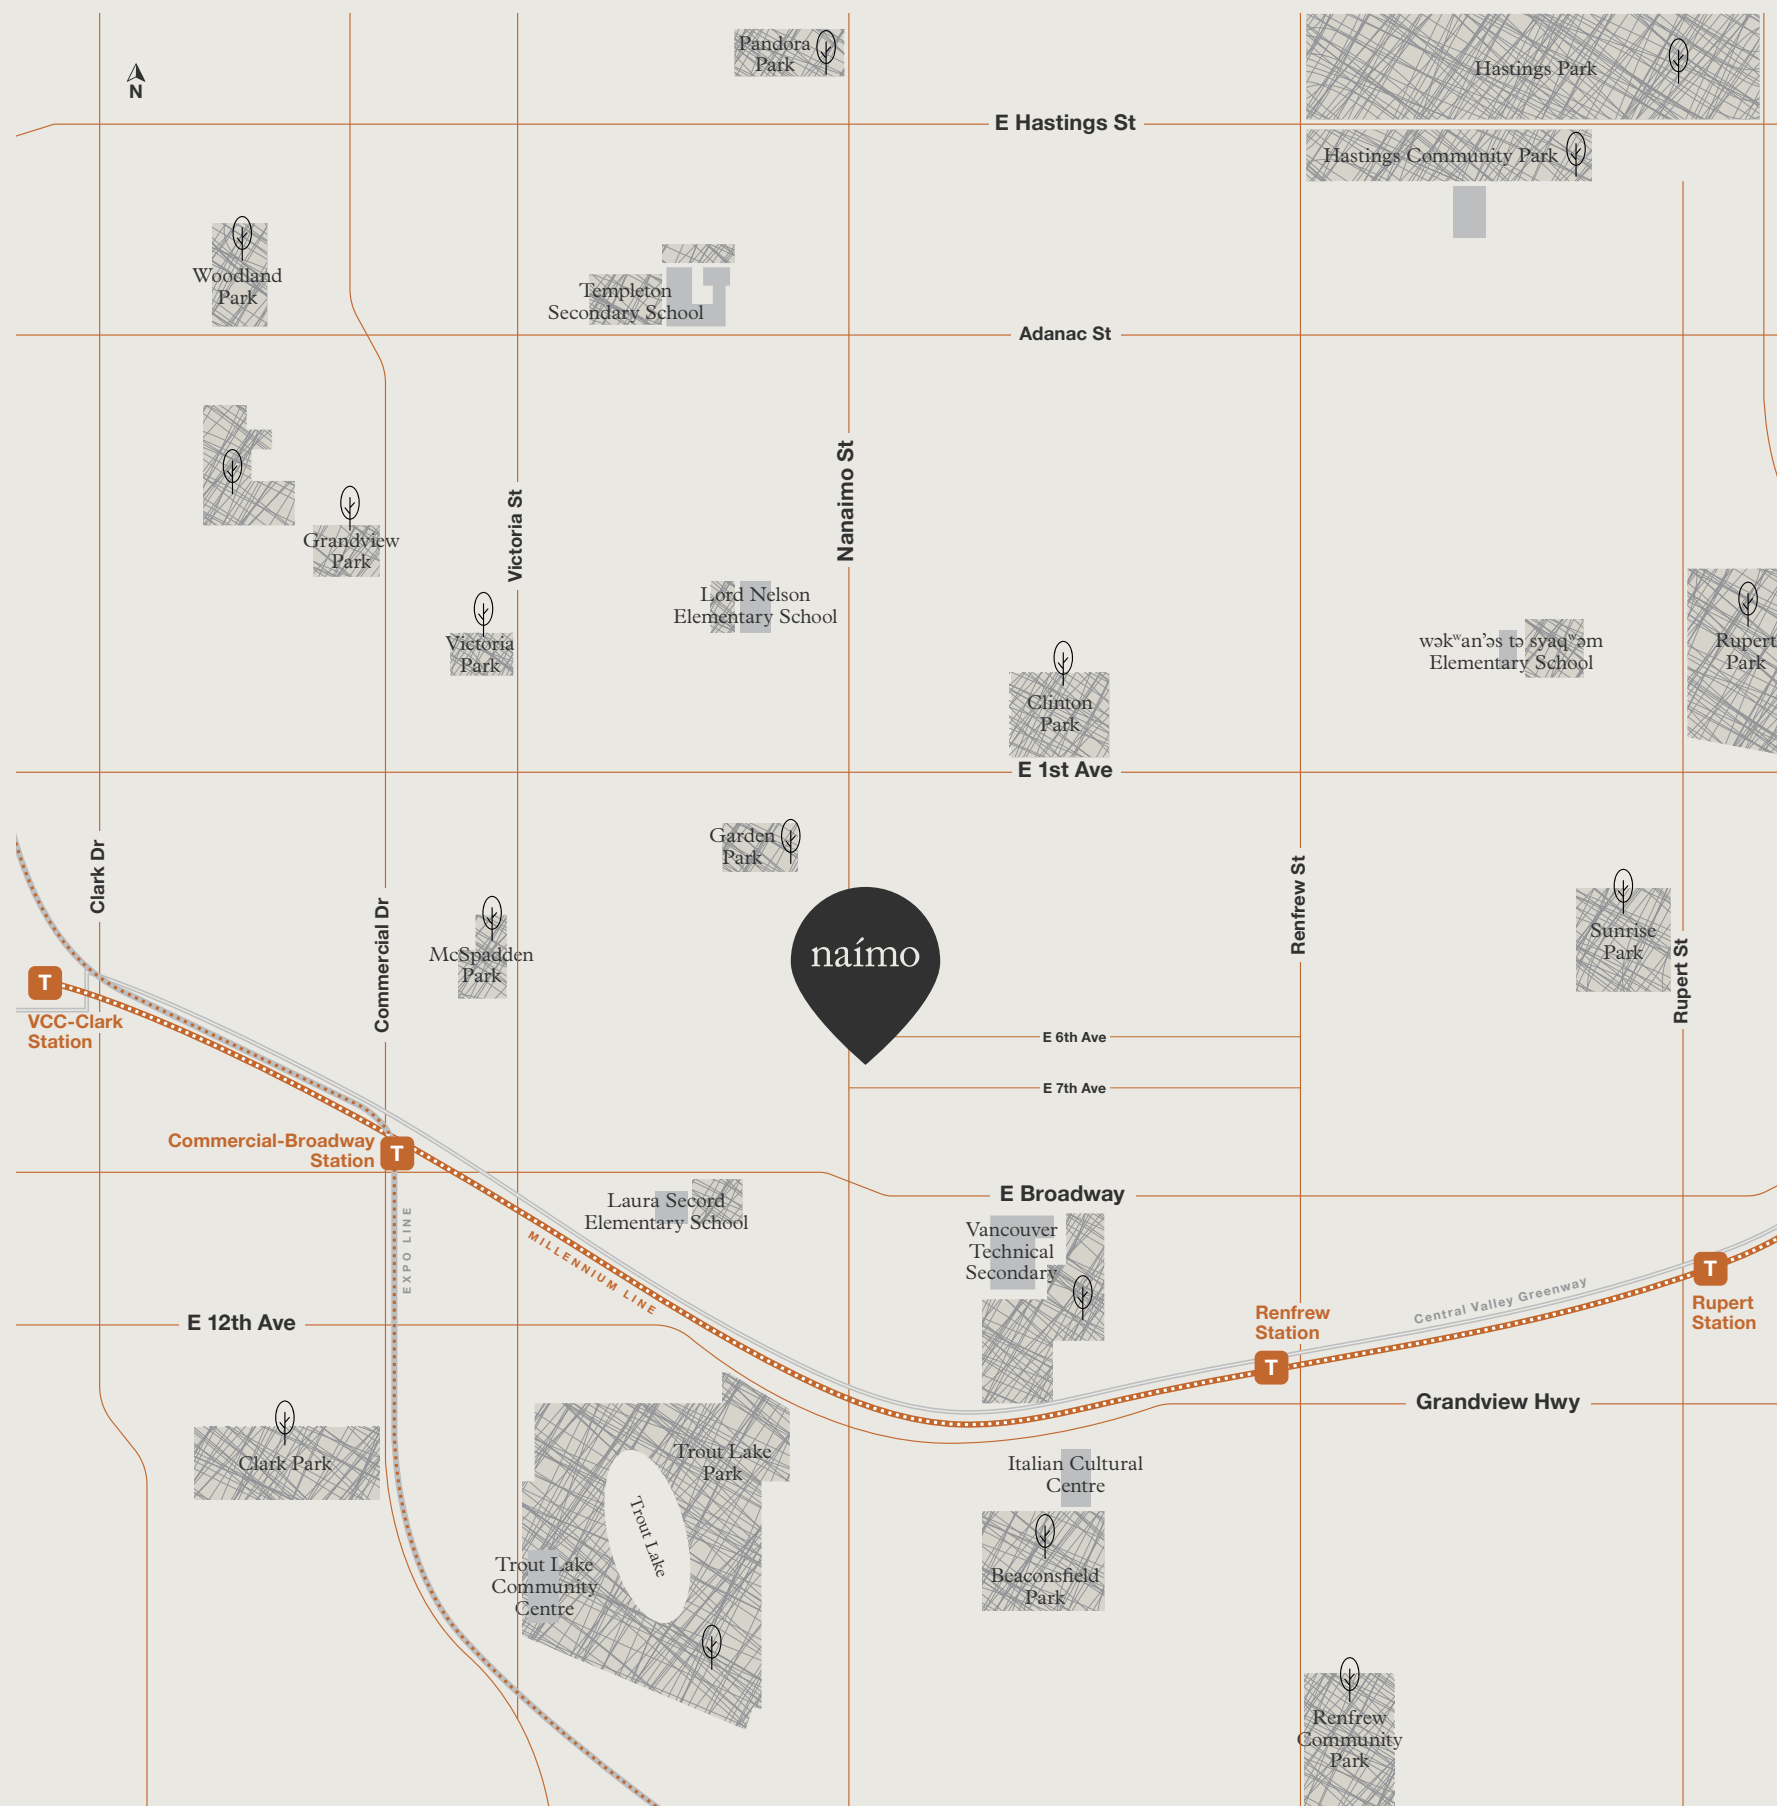 Pandora
Park
Hastings Park
N
E Hastings St
Hastings Community Park
Woodland
Park
Templeton
Secondary School
Adanac St
Nanaimo St
Victoria St
Grandview
Park
Lord Nelson
Elementary School
Victoria
Park
wəkʷan’əs tə syaqʷəm
Elementary School
Rupert
Park
Clinton
Park
E 1st Ave
Garden
Park
Clark Dr
Commercial Dr
Renfrew St
McSpadden
Park
naímo
Sunrise
Park
Rupert St
T
VCC-Clark
Station
E 6th Ave
E 7th Ave
Commercial-Broadway
Station
T
E Broadway
Laura Secord
Elementary School
EXPO LINE
MILLENNIUM LINE
Vancouver
Technical
Secondary
T
Rupert
Station
Central Valley Greenway
Renfrew
Station
T
E 12th Ave
Grandview Hwy
Clark Park
Trout Lake
Park
Italian Cultural
Centre
Trout Lake
Trout Lake
Community
Centre
Beaconsfield
Park
Renfrew
Community
Park